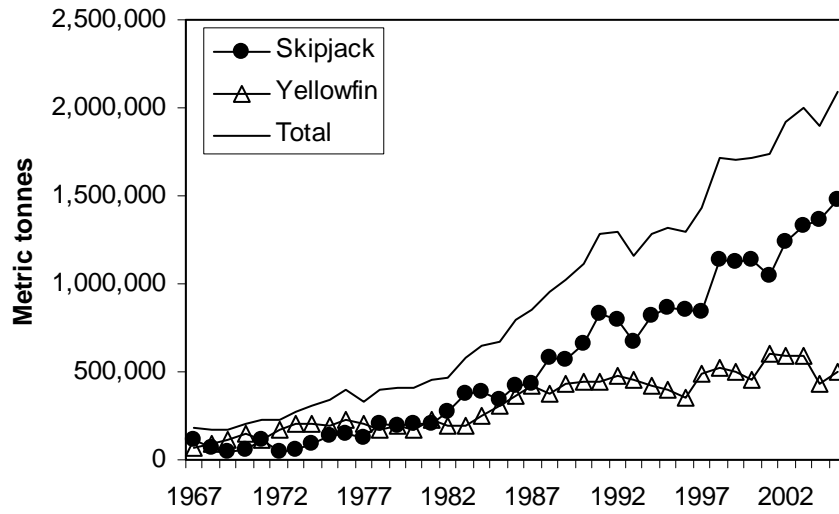 2,500,000
2,000,000
1,500,000
1,000,000
500,000
0
Metric tonnes
Skipjack
Yellowfin
Total
1967 1972 1977 1982 1987 1992 1997 2002